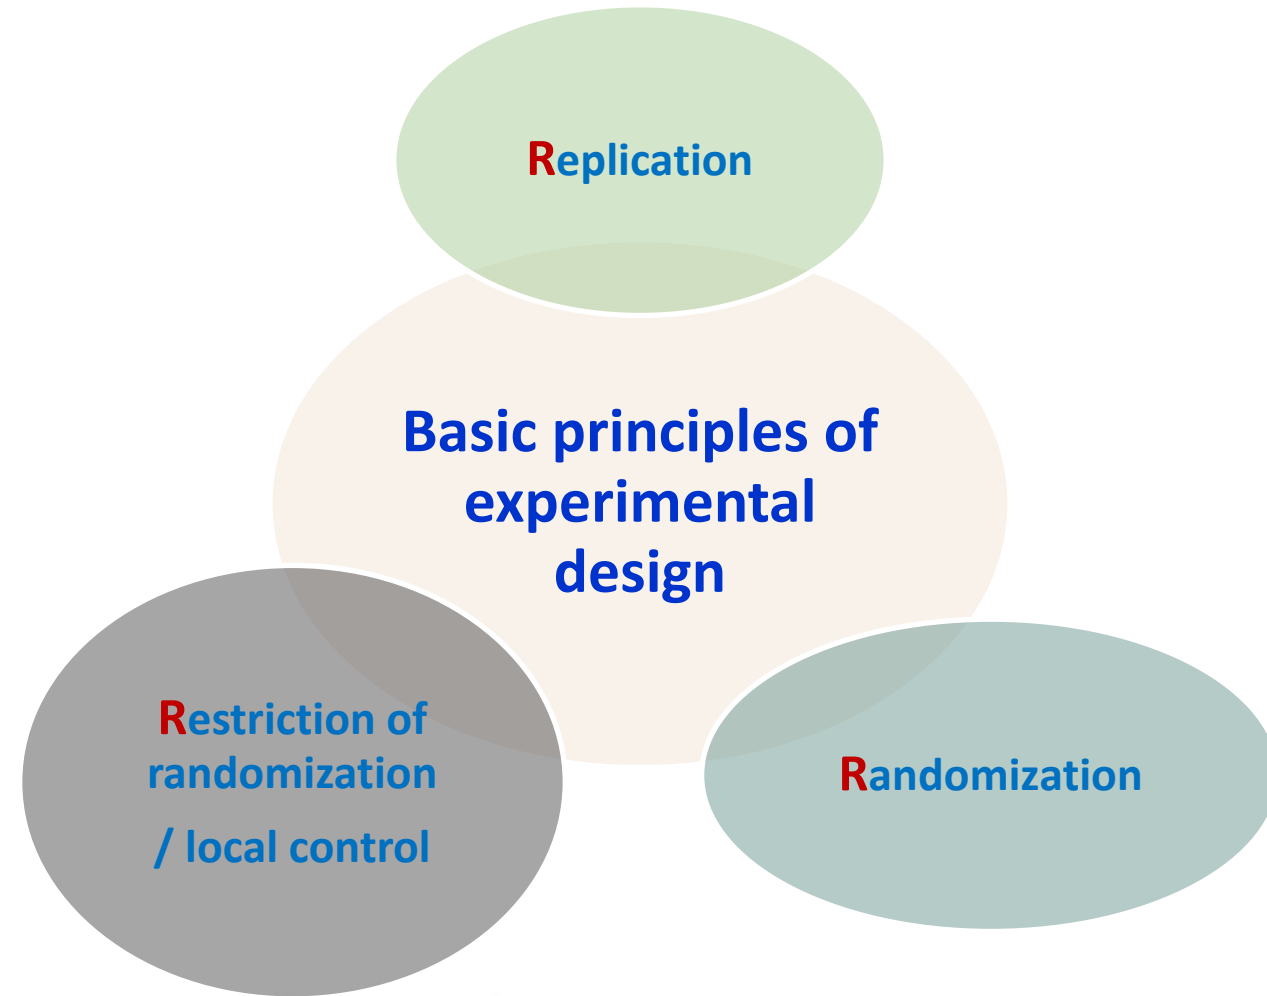 Replication
Basic principles of
experimental
design
Restriction of
randomization
/ local control
Randomization